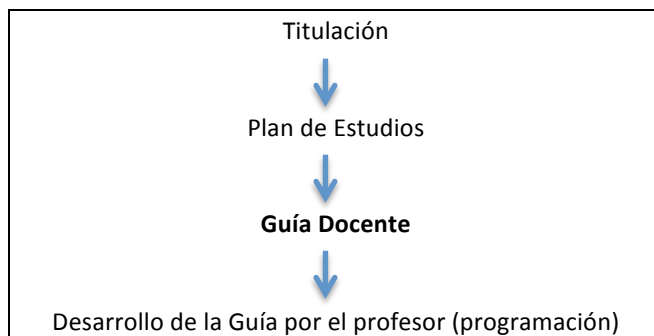 Titulación
Plan de Estudios
Guía Docente
Desarrollo de la Guía por el profesor (programación)